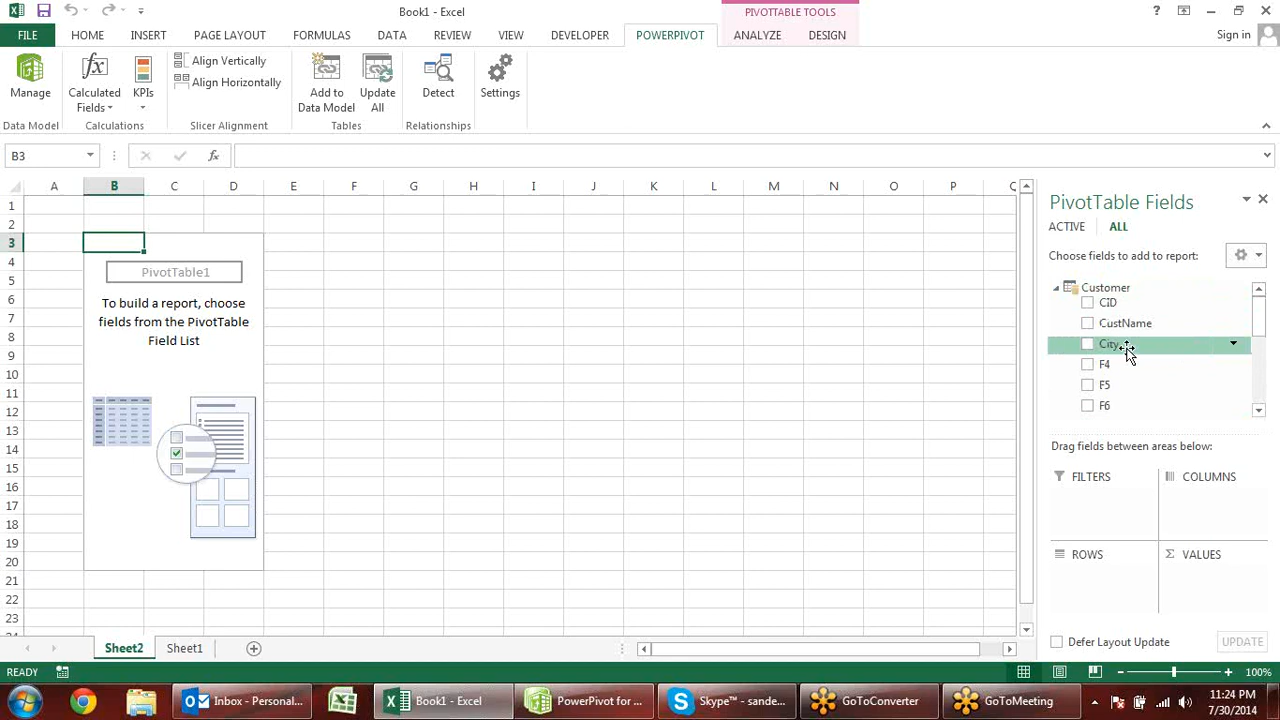 Book1 - Excel
PIVOTTABLE TOOLS
?
FILE HOME INSERT PAGE LAYOUT FORMULAS DATA REVIEW VIEW DEVELOPER POWERPIVOT ANALYZE DESIGN Sign in
Manage
Calculated Fields
KPIs
Align Vertically
Align Horizontally
Add to Data Model
Update All
Detect
Settings
Data Model Calculations Slicer Alignment Tables Relationships
B3
fx
A B C D E F G H I J K L M N O P Q
1
2
3
4
5
6
7
8
9
10
11
12
13
14
15
16
17
18
19
20
21
22
23
PivotTable1
To build a report, choose
fields from the PivotTable
Field List
PivotTable Fields
ACTIVE ALL
Choose fields to add to report:
Customer
CID
CustName
City
F4
F5
F6
Drag fields between areas below:
FILTERS COLUMNS
ROWS Σ VALUES
Defer Layout Update UPDATE
Sheet2 Sheet1
READY 100%
Inbox - Personal... Book1 - Excel PowerPivot for ... Skype™ - sande... GoToConverter GoToMeeting
11:24 PM
7/30/2014